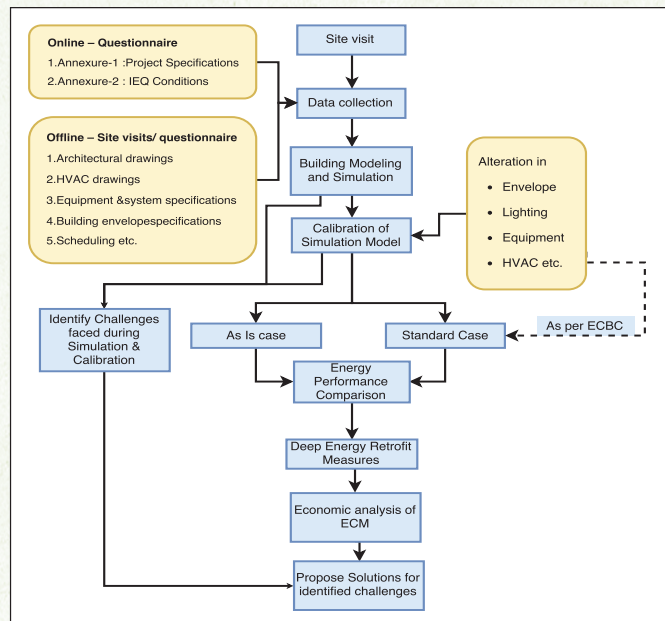 Online – Questionnaire
1.Annexure-1 :Project Specifications
2.Annexure-2 : IEQ Conditions
Offline – Site visits/ questionnaire
1.Architectural drawings
2.HVAC drawings
3.Equipment &system specifications
4.Building envelopespecifications
5.Scheduling etc.
Site visit
Data collection
Building Modeling
and Simulation
Calibration of
Simulation Model
Alteration in
• Envelope
• Lighting
• Equipment
• HVAC etc.
As per ECBC
Identify Challenges
faced during
Simulation &
Calibration
As Is case
Standard Case
Energy
Performance
Comparison
Deep Energy Retrofit
Measures
Economic analysis of
ECM
Propose Solutions for
identified challenges